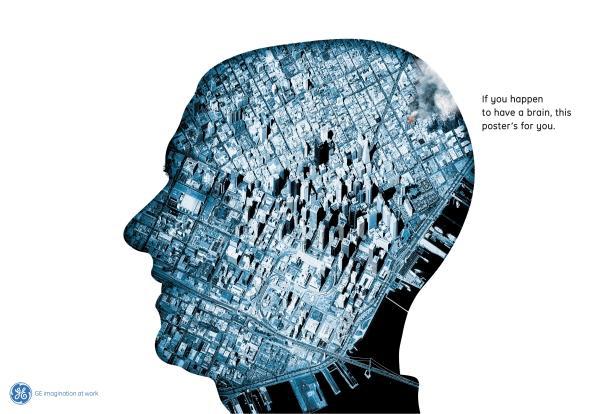 If you happen
to have a brain, this
poster's for you.
GE imagination at work